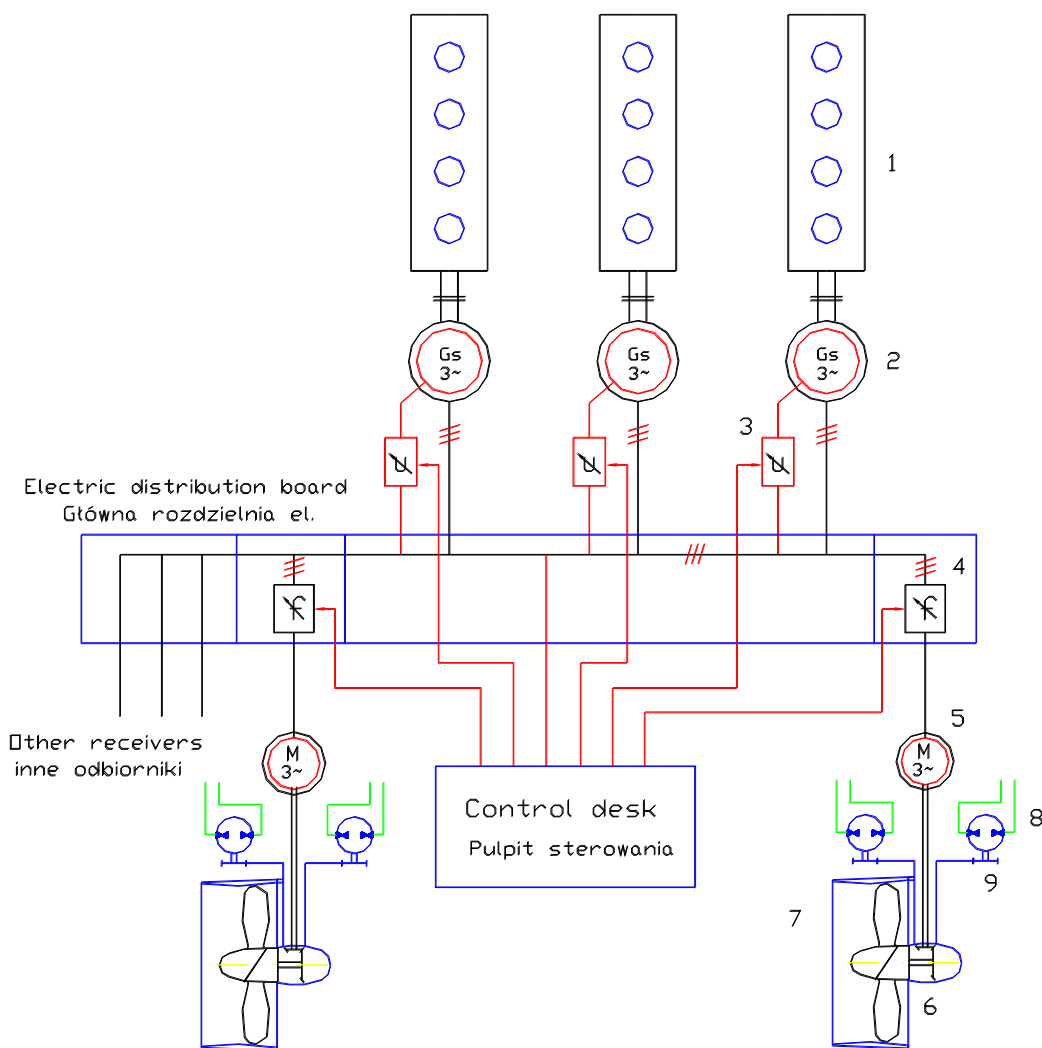 1
Gs
3~
Gs
3~
Gs
3~
2
3
u
u
u
Electric distribution board
Główna rozdzielnia el.
4
f
f
5
Other receivers
inne odbiorniki
M
3~
M
3~
Control desk
Pulpit sterowania
8
9
7
6